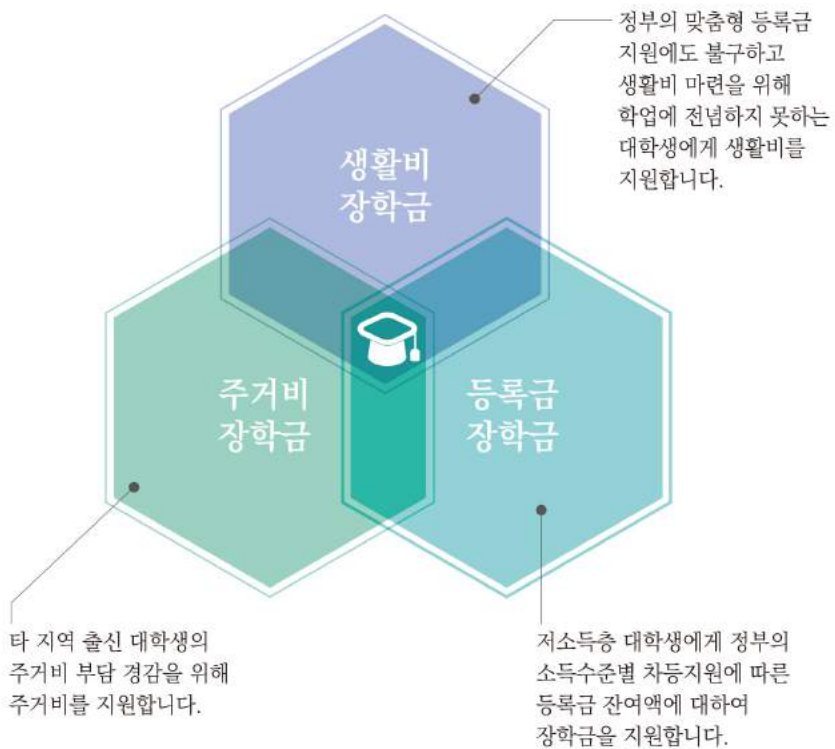 정부의 맞춤형 등록금
지원에도 불구하고
생활비 마련을 위해
학업에 전념하지 못하는
대학생에게 생활비를
지원합니다.
생활비
장학금
주거비
장학금
등록금
장학금
타 지역 출신 대학생의
주거비 부담 경감을 위해
주거비를 지원합니다.
저소득층 대학생에게 정부의
소득수준별 차등지원에 따른
등록금 잔여액에 대하여
장학금을 지원합니다.